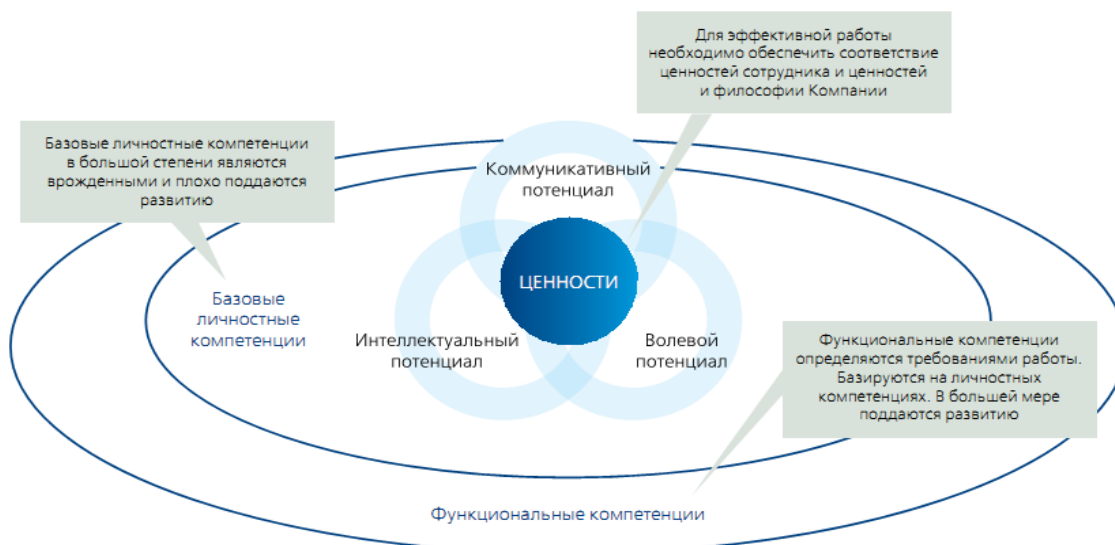 Для эффективной работы
необходимо обеспечить соответствие
ценностей сотрудника и ценностей
и философии Компании
Базовые личностные компетенции
в большой степени являются
врожденными и плохо поддаются
развитию
Коммуникативный
потенциал
ЦЕННОСТИ
Базовые
личностные
компетенции
Интеллектуальный
потенциал
Волевой
потенциал
Функциональные компетенции
определяются требованиями работы.
Базируются на личностных
компетенциях. В большей мере
поддаются развитию
Функциональные компетенции